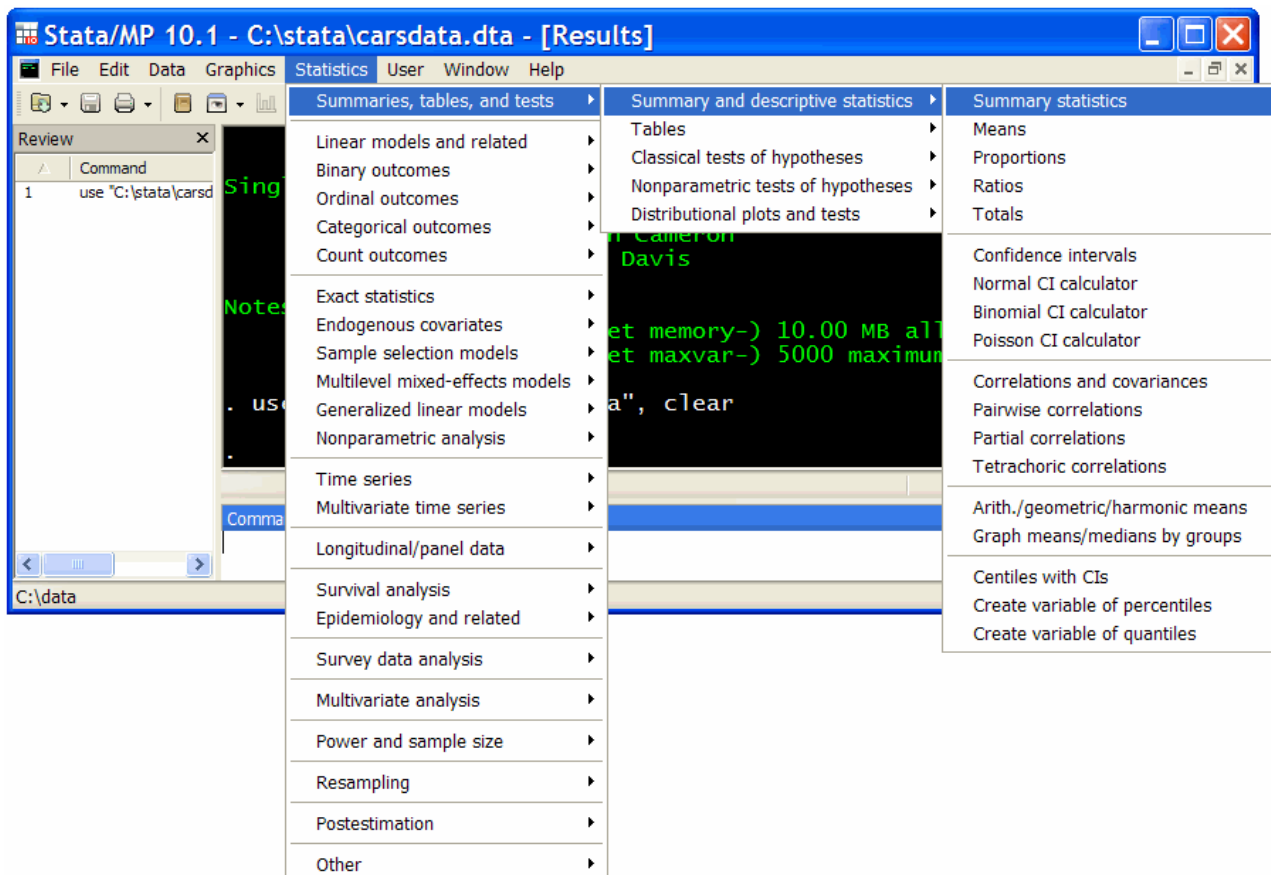 Stata/MP 10.1 - C:\stata\carsdata.dta - [Results]
File Edit Data Graphics Statistics User Window Help
Review
Command
1 use "C:\stata\carsd
Sing
n Cameron
Davis
Notes
et memory-) 10.00 MB all
et maxvar-) 5000 maximum
. use a", clear
.
Comma
C:\data
Summaries, tables, and tests
Linear models and related
Binary outcomes
Ordinal outcomes
Categorical outcomes
Count outcomes
Exact statistics
Endogenous covariates
Sample selection models
Multilevel mixed-effects models
Generalized linear models
Nonparametric analysis
Time series
Multivariate time series
Longitudinal/panel data
Survival analysis
Epidemiology and related
Survey data analysis
Multivariate analysis
Power and sample size
Resampling
Postestimation
Other
Summary and descriptive statistics
Tables
Classical tests of hypotheses
Nonparametric tests of hypotheses
Distributional plots and tests
Summary statistics
Means
Proportions
Ratios
Totals
Confidence intervals
Normal CI calculator
Binomial CI calculator
Poisson CI calculator
Correlations and covariances
Pairwise correlations
Partial correlations
Tetrachoric correlations
Arith./geometric/harmonic means
Graph means/medians by groups
Centiles with CIs
Create variable of percentiles
Create variable of quantiles